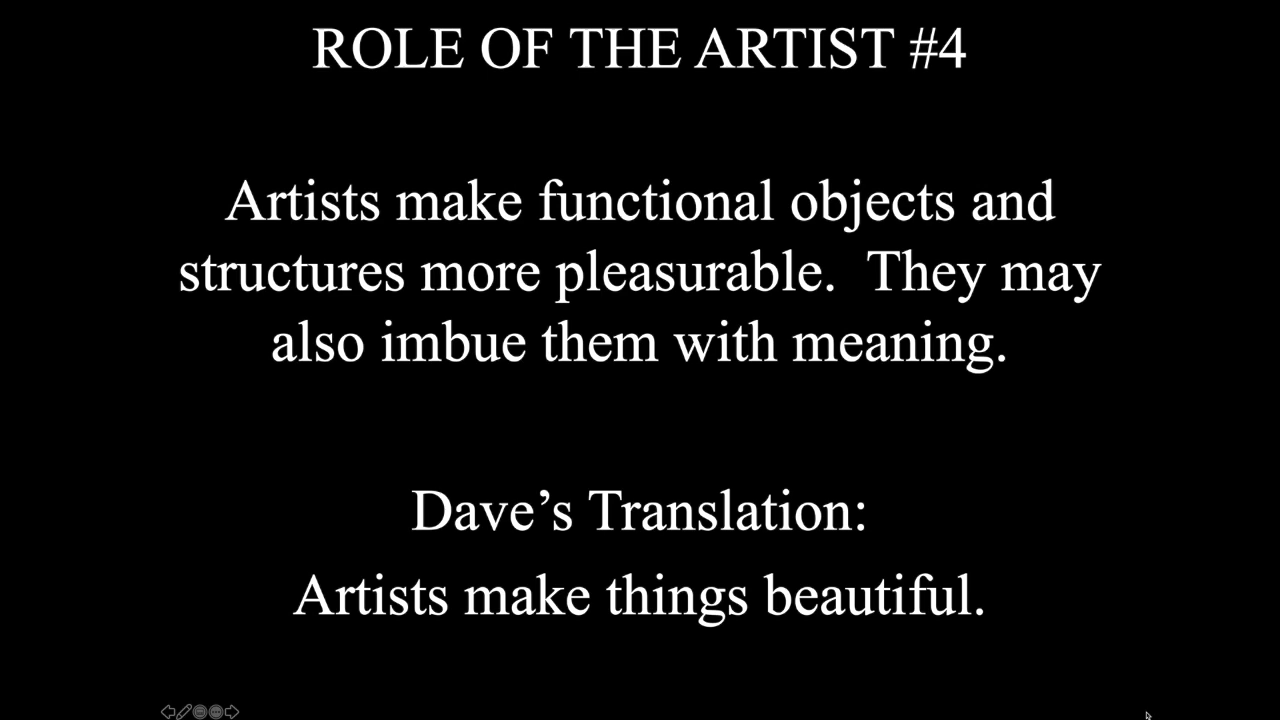 ROLE OF THE ARTIST #4
Artists make functional objects and
structures more pleasurable.  They may
also imbue them with meaning.
Dave’s Translation:
Artists make things beautiful.